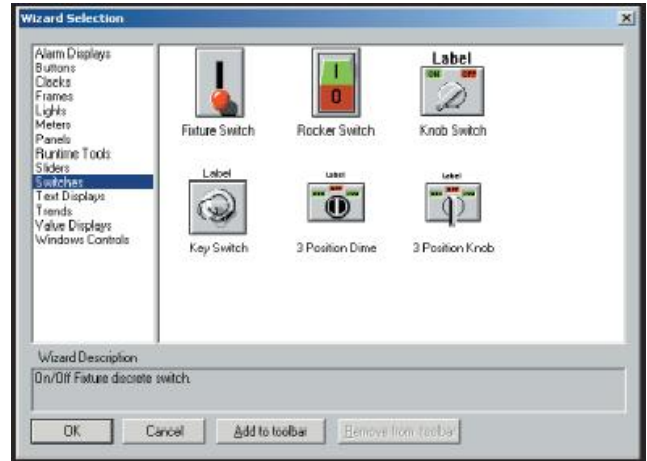 Wizard Selection
Alarm Displays
Buttons
Clocks
Frames
Lights
Meters
Panels
Runtime Tools
Sliders
Switches
Text Displays
Trends
Value Displays
Windows Controls
Label
ON OFF
I
0
Fixture Switch
Rocker Switch
Knob Switch
Label
Label
Label
Key Switch
3 Position Dime
3 Position Knob
Wizard Description
On/Off Fixture discrete switch.
OK
Cancel
Add to toolbar
Remove from toolbar